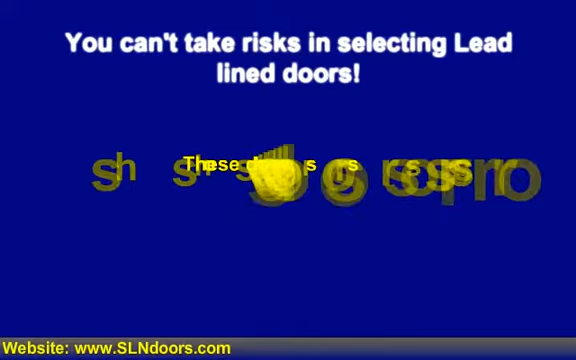 You can't take risks in selecting Lead
lined doors!
These
Website: www.SLNdoors.com